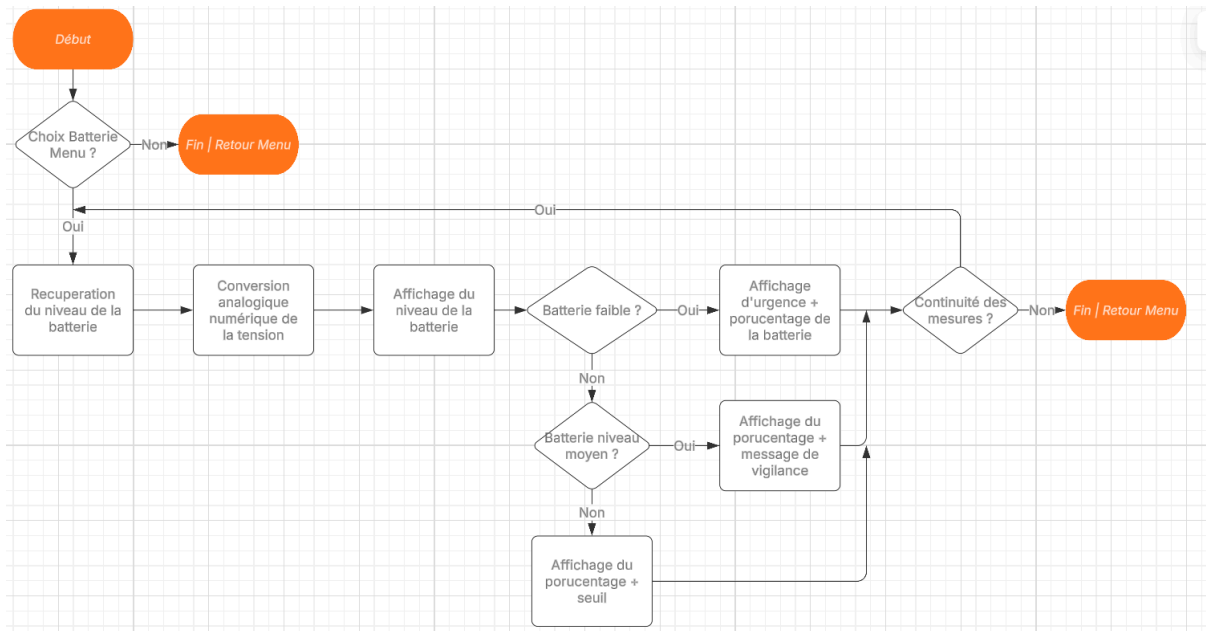 Début
Choix Batterie
Menu ?
Non
Fin | Retour Menu
Oui
Oui
Recuperation
du niveau de la
batterie
Conversion
analogique
numérique de
la tension
Affichage du
niveau de la
batterie
Batterie faible ?
Oui
Affichage
d'urgence +
porucentage de
la batterie
Continuité des
mesures ?
Non
Fin | Retour Menu
Non
Batterie niveau
moyen ?
Oui
Affichage du
porucentage +
message de
vigilance
Non
Affichage du
porucentage +
seuil